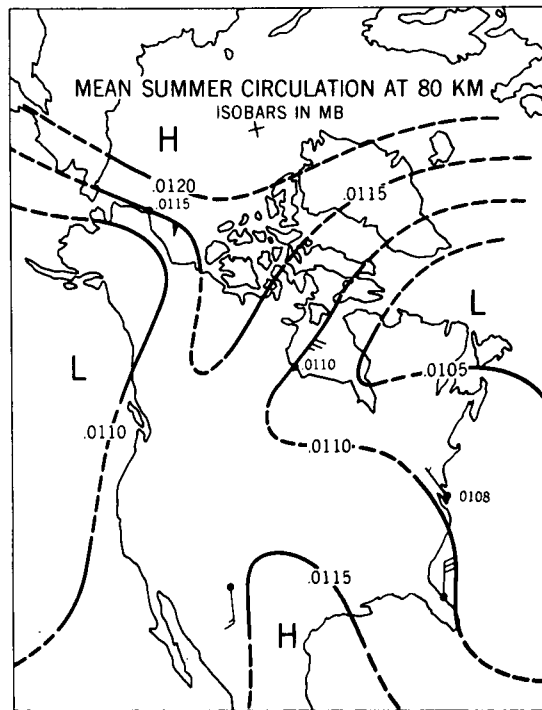 MEAN SUMMER CIRCULATION AT 80 KM
ISOBARS IN MB
H
.0120
.0115
.0115
L
L
.0110
.0105
.0110
.0110
.0108
.0115
H